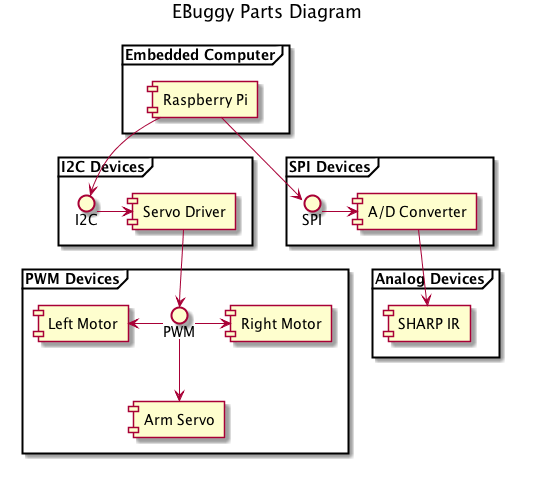 EBuggy Parts Diagram
Embedded Computer
Raspberry Pi
I2C Devices
SPI Devices
I2C
Servo Driver
SPI
A/D Converter
PWM Devices
Analog Devices
Left Motor
PWM
Right Motor
SHARP IR
Arm Servo